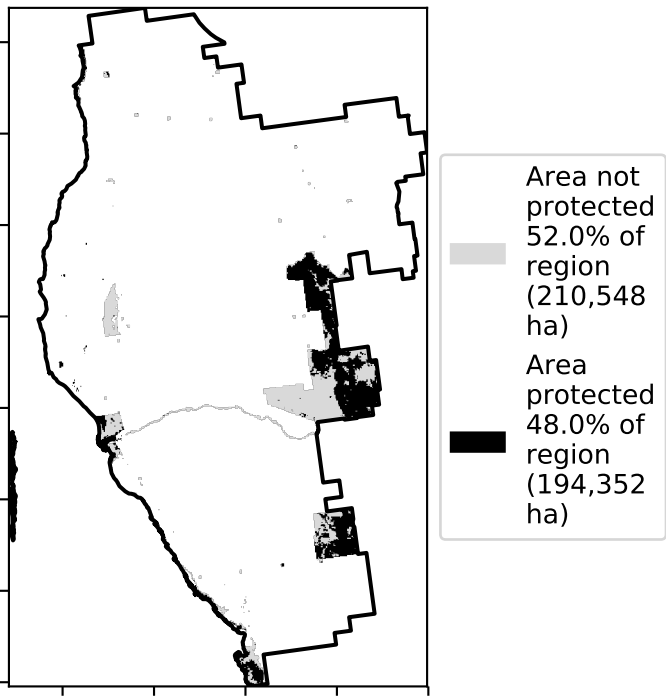 Area not
protected
52.0% of
region
(210,548
ha)
Area
protected
48.0% of
region
(194,352
ha)